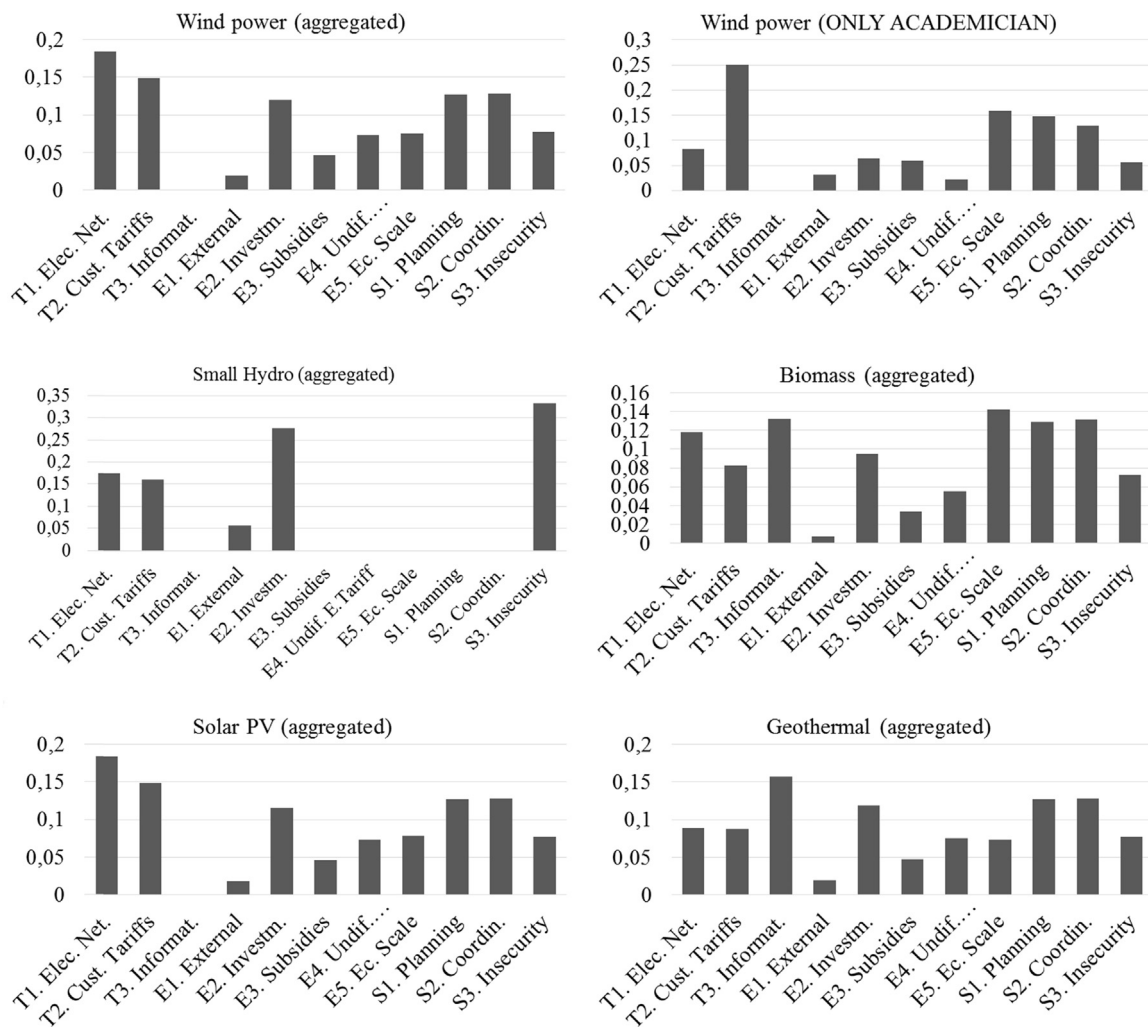 Wind power (aggregated)
0,2
0,15
0,1
0,05
0
T1. Elec. Net.
T2. Cust. Tariffs
T3. Informat.
E1. External
E2. Investm.
E3. Subsidies
E4. Undif....
E5. Ec. Scale
S1. Planning
S2. Coordin.
S3. Insecurity
Wind power (ONLY ACADEMICIAN)
0,3
0,25
0,2
0,15
0,1
0,05
0
T1. Elec. Net.
T2. Cust. Tariffs
T3. Informat.
E1. External
E2. Investm.
E3. Subsidies
E4. Undif....
E5. Ec. Scale
S1. Planning
S2. Coordin.
S3. Insecurity
Small Hydro (aggregated)
0,35
0,3
0,25
0,2
0,15
0,1
0,05
0
T1. Elec. Net.
T2. Cust. Tariffs
T3. Informat.
E1. External
E2. Investm.
E3. Subsidies
E4. Undif. E.Tariff
E5. Ec. Scale
S1. Planning
S2. Coordin.
S3. Insecurity
Biomass (aggregated)
0,16
0,14
0,12
0,1
0,08
0,06
0,04
0,02
0
T1. Elec. Net.
T2. Cust. Tariffs
T3. Informat.
E1. External
E2. Investm.
E3. Subsidies
E4. Undif....
E5. Ec. Scale
S1. Planning
S2. Coordin.
S3. Insecurity
Solar PV (aggregated)
0,2
0,15
0,1
0,05
0
T1. Elec. Net.
T2. Cust. Tariffs
T3. Informat.
E1. External
E2. Investm.
E3. Subsidies
E4. Undif....
E5. Ec. Scale
S1. Planning
S2. Coordin.
S3. Insecurity
Geothermal (aggregated)
0,2
0,15
0,1
0,05
0
T1. Elec. Net.
T2. Cust. Tariffs
T3. Informat.
E1. External
E2. Investm.
E3. Subsidies
E4. Undif....
E5. Ec. Scale
S1. Planning
S2. Coordin.
S3. Insecurity